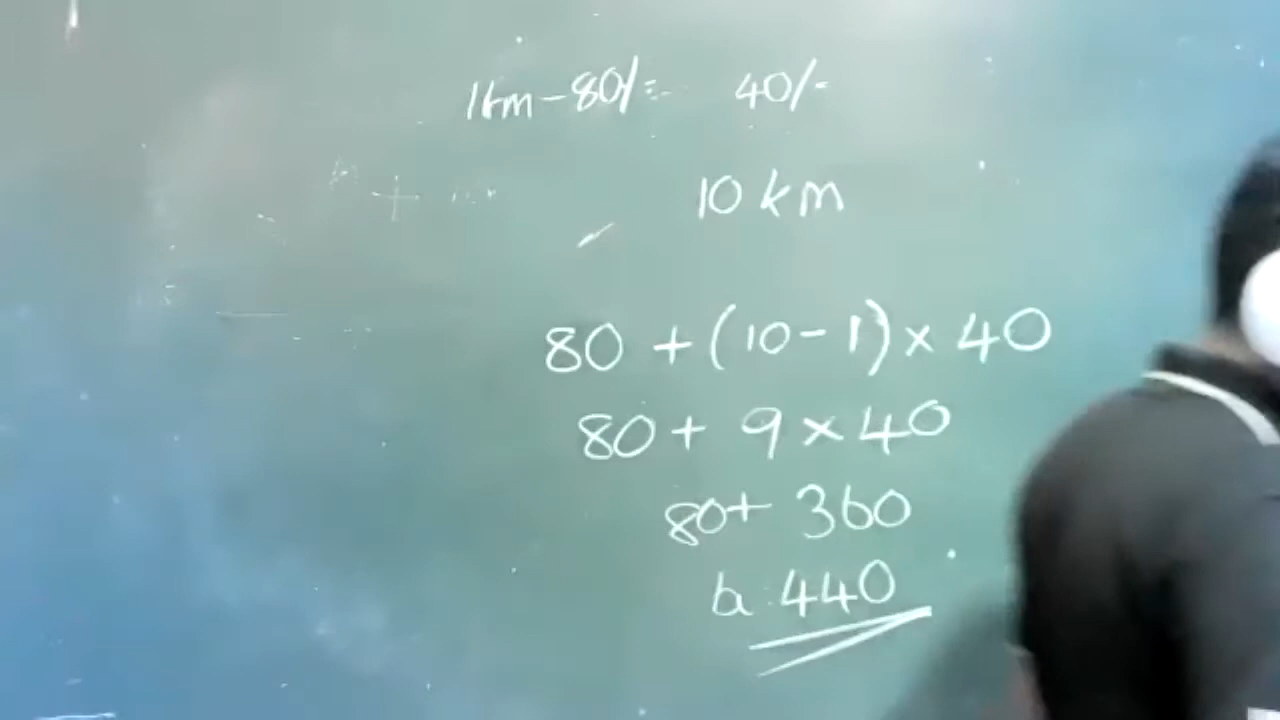 1km - 80/= 40/-
10 km
80 + (10 - 1) × 40
80 + 9 × 40
80 + 360
රු. 440